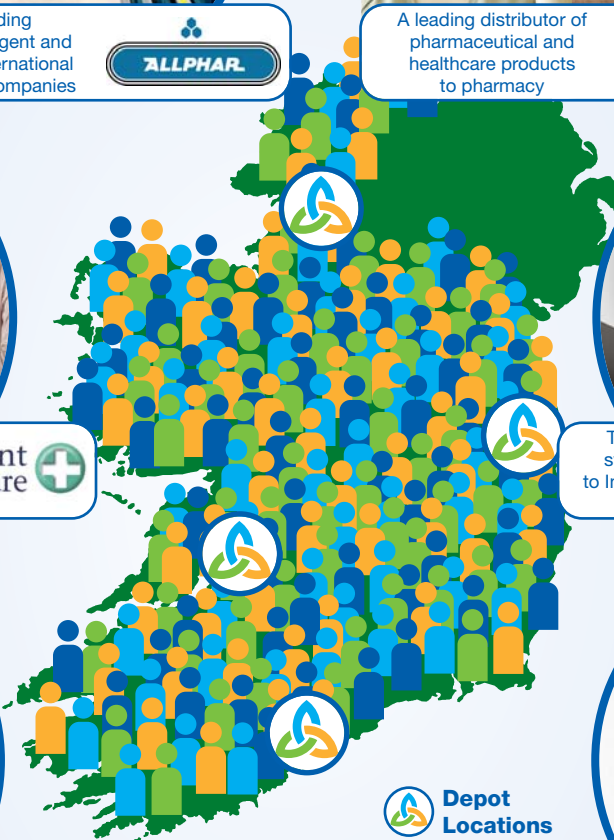 ding
gent and
ernational
ompanies
ALLPHAR
A leading distributor of
pharmaceutical and
healthcare products
to pharmacy
nt
re
T
s
to I
Depot
Locations